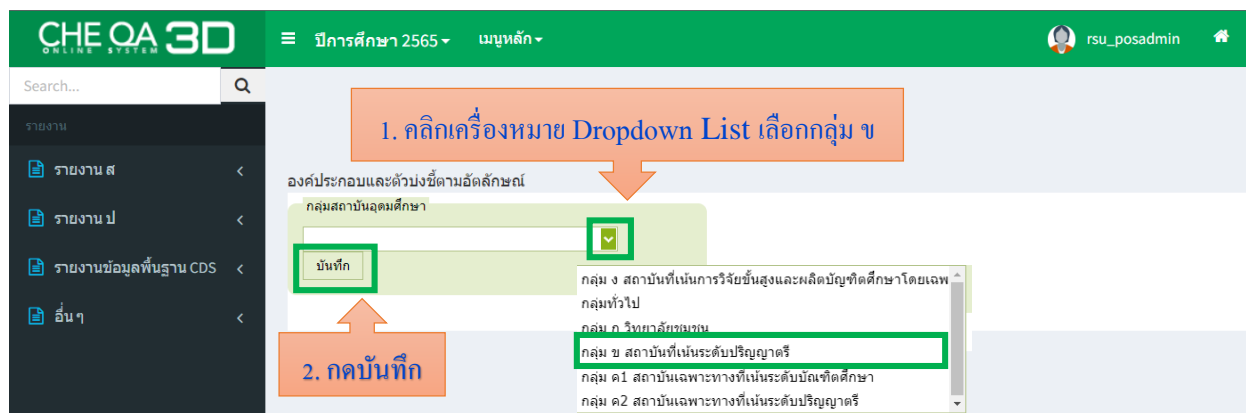 CHE QA 3D
ONLINE SYSTEM
ปีการศึกษา 2565
เมนูหลัก
rsu_posadmin
Search...
รายงาน
รายงาน ส
รายงาน ป
รายงานข้อมูลพื้นฐาน CDS
อื่น ๆ
1. คลิกเครื่องหมาย Dropdown List เลือกกลุ่ม ข
องค์ประกอบและตัวบ่งชี้ตามอัตลักษณ์
กลุ่มสถาบันอุดมศึกษา
บันทึก
กลุ่ม ง สถาบันที่เน้นการวิจัยขั้นสูงและผลิตบัณฑิตศึกษาโดยเฉพ
กลุ่มทั่วไป
กลุ่ม ก วิทยาลัยชุมชน
กลุ่ม ข สถาบันที่เน้นระดับปริญญาตรี
กลุ่ม ค1 สถาบันเฉพาะทางที่เน้นระดับบัณฑิตศึกษา
กลุ่ม ค2 สถาบันเฉพาะทางที่เน้นระดับปริญญาตรี
2. กดบันทึก